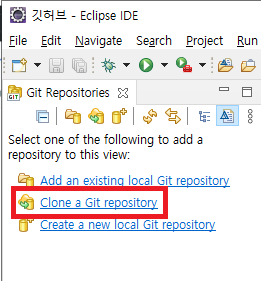 깃허브 - Eclipse IDE
File Edit Navigate Search Project Run
GIT Git Repositories
Select one of the following to add a
repository to this view:
Add an existing local Git repository
Clone a Git repository
Create a new local Git repository